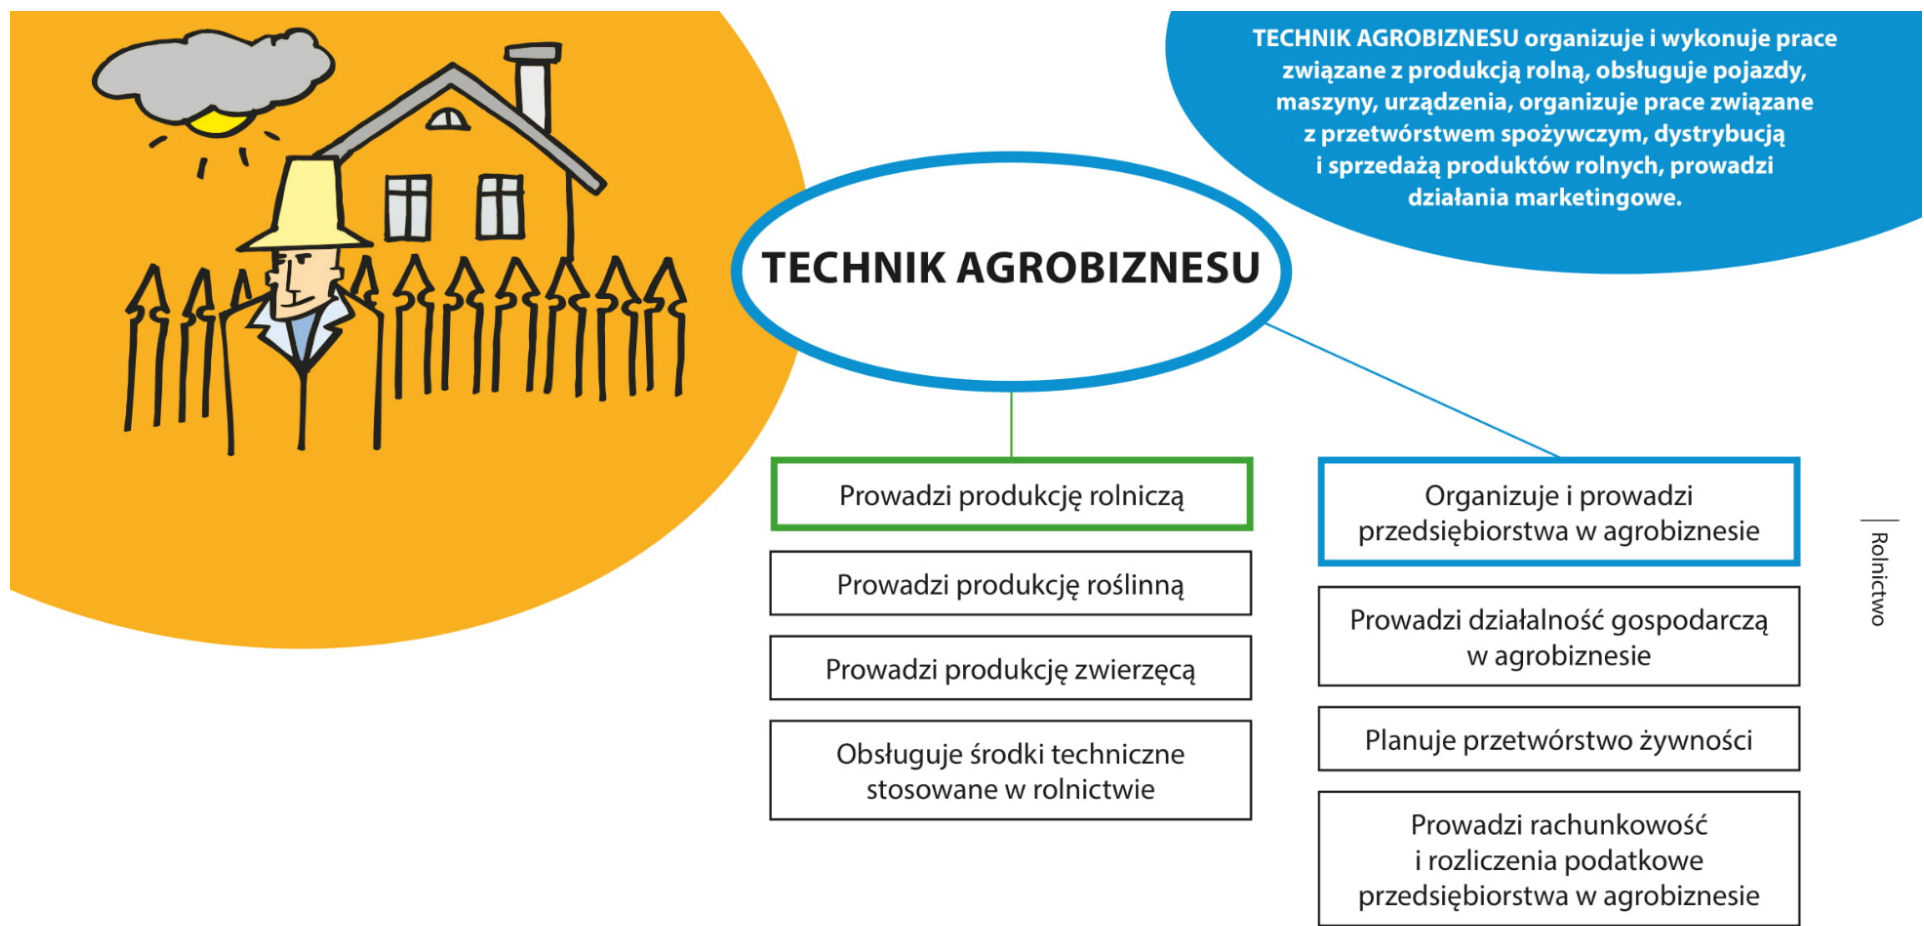 TECHNIK AGROBIZNESU organizuje i wykonuje prace
związane z produkcją rolną, obsługuje pojazdy,
maszyny, urządzenia, organizuje prace związane
z przetwórstwem spożywczym, dystrybucją
i sprzedażą produktów rolnych, prowadzi
działania marketingowe.
TECHNIK AGROBIZNESU
Prowadzi produkcję rolniczą
Prowadzi produkcję roślinną
Prowadzi produkcję zwierzęcą
Obsługuje środki techniczne
stosowane w rolnictwie
Organizuje i prowadzi
przedsiębiorstwa w agrobiznesie
Prowadzi działalność gospodarczą
w agrobiznesie
Planuje przetwórstwo żywności
Prowadzi rachunkowość
i rozliczenia podatkowe
przedsiębiorstwa w agrobiznesie
Rolnictwo